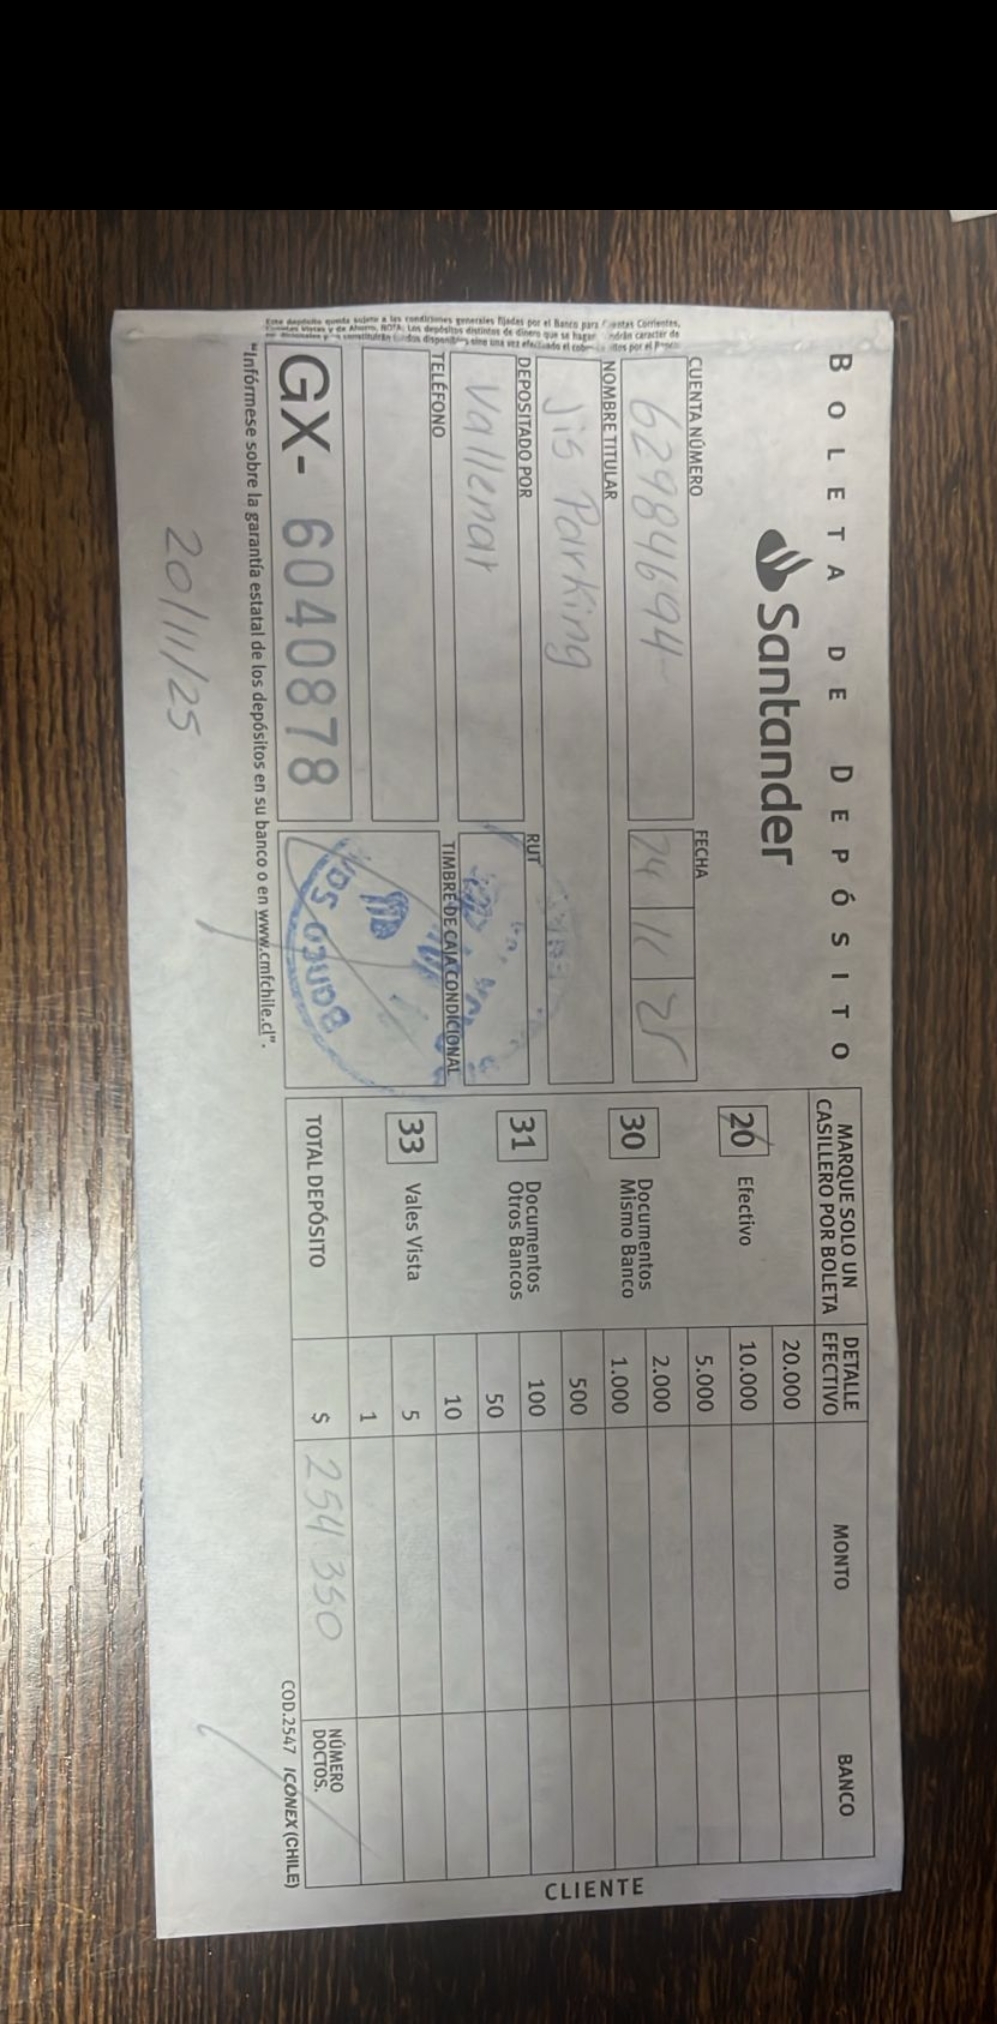 BOLETA DE DEPÓSITO
Santander
CUENTA NÚMERO
62984694
FECHA
24 11 25
NOMBRE TITULAR
Jis Parking
DEPOSITADO POR
Vallenar
RUT
TELÉFONO
TIMBRE DE CAJA CONDICIONAL
GX- 6040878
BANCO SAN
"Infórmese sobre la garantía estatal de los depósitos en su banco o en www.cmfchile.cl".
20/11/25
MARQUE SOLO UN
CASILLERO POR BOLETA
DETALLE
EFECTIVO
MONTO
BANCO
20 Efectivo
30 Documentos
Mismo Banco
31 Documentos
Otros Bancos
33 Vales Vista
20.000
10.000
5.000
2.000
1.000
500
100
50
10
5
1
TOTAL DEPÓSITO
$ 254.350
NÚMERO
DOCTOS.
COD.2547 ICONEX (CHILE)
CLIENTE